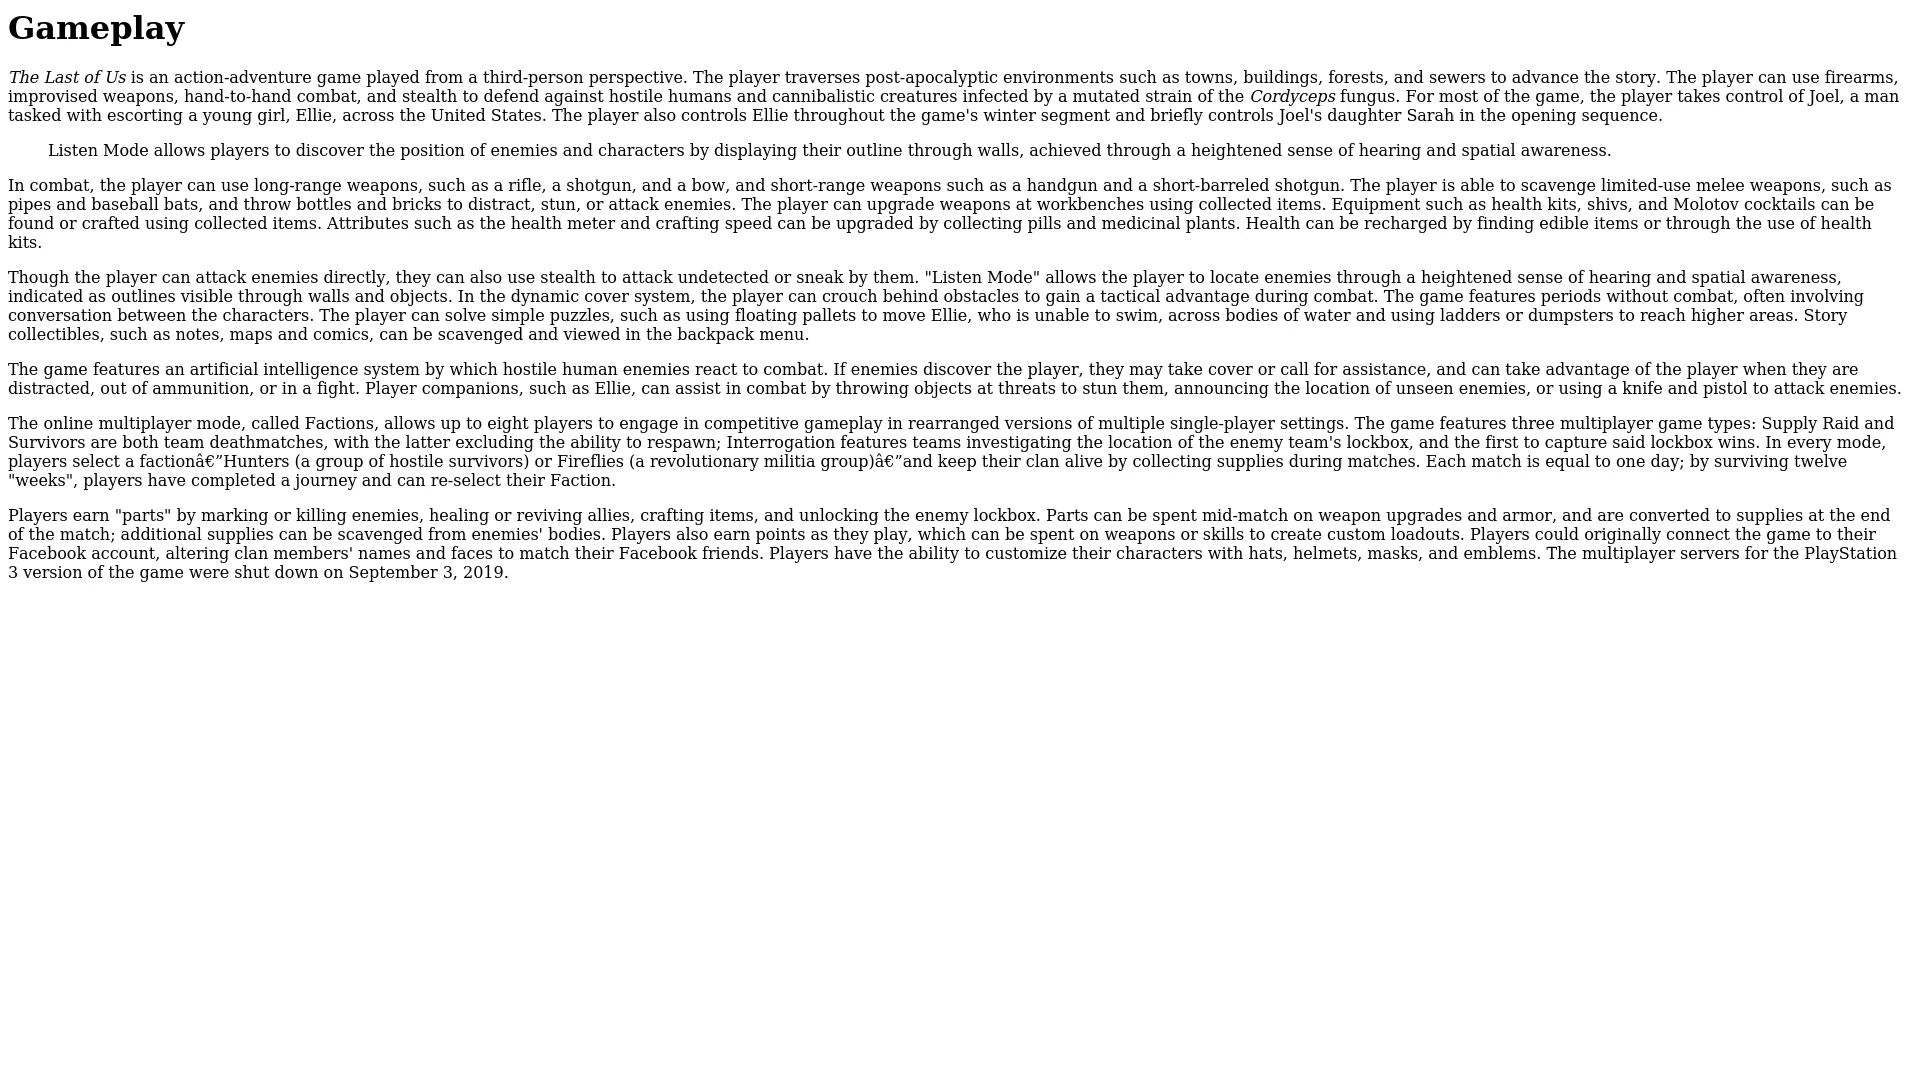 Gameplay
The Last of Us is an action-adventure game played from a third-person perspective. The player traverses post-apocalyptic environments such as towns, buildings, forests, and sewers to advance the story. The player can use firearms,
improvised weapons, hand-to-hand combat, and stealth to defend against hostile humans and cannibalistic creatures infected by a mutated strain of the Cordyceps fungus. For most of the game, the player takes control of Joel, a man
tasked with escorting a young girl, Ellie, across the United States. The player also controls Ellie throughout the game's winter segment and briefly controls Joel's daughter Sarah in the opening sequence.
Listen Mode allows players to discover the position of enemies and characters by displaying their outline through walls, achieved through a heightened sense of hearing and spatial awareness.
In combat, the player can use long-range weapons, such as a rifle, a shotgun, and a bow, and short-range weapons such as a handgun and a short-barreled shotgun. The player is able to scavenge limited-use melee weapons, such as
pipes and baseball bats, and throw bottles and bricks to distract, stun, or attack enemies. The player can upgrade weapons at workbenches using collected items. Equipment such as health kits, shivs, and Molotov cocktails can be
found or crafted using collected items. Attributes such as the health meter and crafting speed can be upgraded by collecting pills and medicinal plants. Health can be recharged by finding edible items or through the use of health
kits.
Though the player can attack enemies directly, they can also use stealth to attack undetected or sneak by them. "Listen Mode" allows the player to locate enemies through a heightened sense of hearing and spatial awareness,
indicated as outlines visible through walls and objects. In the dynamic cover system, the player can crouch behind obstacles to gain a tactical advantage during combat. The game features periods without combat, often involving
conversation between the characters. The player can solve simple puzzles, such as using floating pallets to move Ellie, who is unable to swim, across bodies of water and using ladders or dumpsters to reach higher areas. Story
collectibles, such as notes, maps and comics, can be scavenged and viewed in the backpack menu.
The game features an artificial intelligence system by which hostile human enemies react to combat. If enemies discover the player, they may take cover or call for assistance, and can take advantage of the player when they are
distracted, out of ammunition, or in a fight. Player companions, such as Ellie, can assist in combat by throwing objects at threats to stun them, announcing the location of unseen enemies, or using a knife and pistol to attack enemies.
The online multiplayer mode, called Factions, allows up to eight players to engage in competitive gameplay in rearranged versions of multiple single-player settings. The game features three multiplayer game types: Supply Raid and
Survivors are both team deathmatches, with the latter excluding the ability to respawn; Interrogation features teams investigating the location of the enemy team's lockbox, and the first to capture said lockbox wins. In every mode,
players select a factionâ€”Hunters (a group of hostile survivors) or Fireflies (a revolutionary militia group)â€”and keep their clan alive by collecting supplies during matches. Each match is equal to one day; by surviving twelve
"weeks", players have completed a journey and can re-select their Faction.
Players earn "parts" by marking or killing enemies, healing or reviving allies, crafting items, and unlocking the enemy lockbox. Parts can be spent mid-match on weapon upgrades and armor, and are converted to supplies at the end
of the match; additional supplies can be scavenged from enemies' bodies. Players also earn points as they play, which can be spent on weapons or skills to create custom loadouts. Players could originally connect the game to their
Facebook account, altering clan members' names and faces to match their Facebook friends. Players have the ability to customize their characters with hats, helmets, masks, and emblems. The multiplayer servers for the PlayStation
3 version of the game were shut down on September 3, 2019.